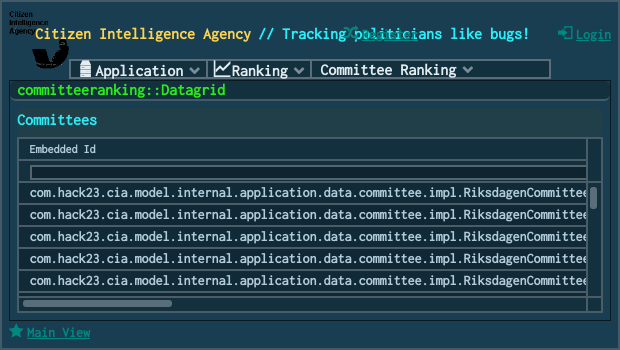 Citizen
Intelligence
Agency
Citizen Intelligence Agency // Tracking politicians like bugs!
Login
Application Ranking Committee Ranking
committeeranking::Datagrid
Committees
Embedded Id
com.hack23.cia.model.internal.application.data.committee.impl.RiksdagenCommittee
com.hack23.cia.model.internal.application.data.committee.impl.RiksdagenCommittee
com.hack23.cia.model.internal.application.data.committee.impl.RiksdagenCommittee
com.hack23.cia.model.internal.application.data.committee.impl.RiksdagenCommittee
com.hack23.cia.model.internal.application.data.committee.impl.RiksdagenCommittee
Main View